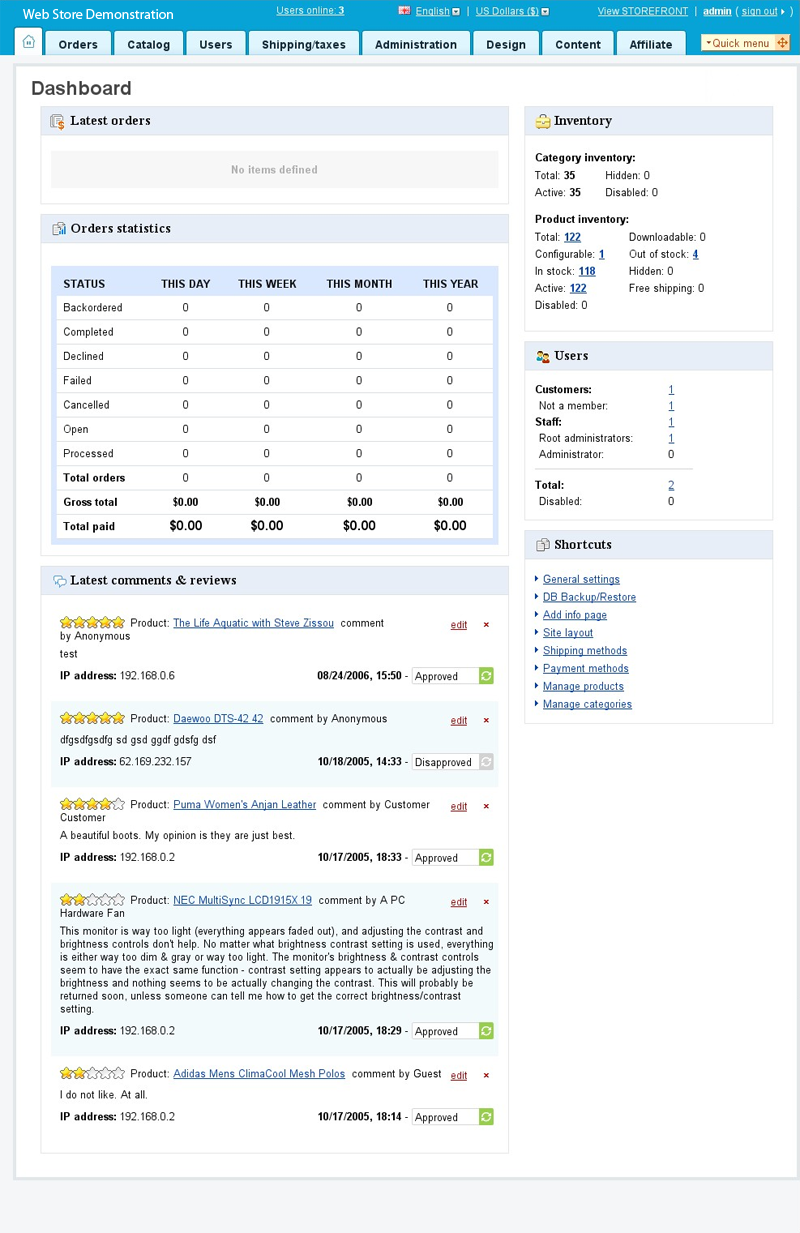 Web Store Demonstration
Users online: 3
English | US Dollars ($)
View STOREFRONT | admin ( sign out )
Orders Catalog Users Shipping/taxes Administration Design Content Affiliate
Quick menu
Dashboard
Latest orders
No items defined
Orders statistics
STATUS THIS DAY THIS WEEK THIS MONTH THIS YEAR
Backordered 0 0 0 0
Completed 0 0 0 0
Declined 0 0 0 0
Failed 0 0 0 0
Cancelled 0 0 0 0
Open 0 0 0 0
Processed 0 0 0 0
Total orders 0 0 0 0
Gross total $0.00 $0.00 $0.00 $0.00
Total paid $0.00 $0.00 $0.00 $0.00
Latest comments & reviews
Product: The Life Aquatic with Steve Zissou comment edit ×
by Anonymous
test
IP address: 192.168.0.6 08/24/2006, 15:50 - Approved
Product: Daewoo DTS-42 42 comment by Anonymous edit ×
dfgsdfgsdfg sd gsd ggdf gdsfg dsf
IP address: 62.169.232.157 10/18/2005, 14:33 - Disapproved
Product: Puma Women's Anjan Leather comment by Customer edit ×
Customer
A beautiful boots. My opinion is they are just best.
IP address: 192.168.0.2 10/17/2005, 18:33 - Approved
Product: NEC MultiSync LCD1915X 19 comment by A PC edit ×
Hardware Fan
This monitor is way too light (everything appears faded out), and adjusting the contrast and
brightness controls don't help. No matter what brightness contrast setting is used, everything
is either way too dim & gray or way too light. The monitor's brightness & contrast controls
seem to have the exact same function - contrast setting appears to actually be adjusting the
brightness and nothing seems to be actually changing the contrast. This will probably be
returned soon, unless someone can tell me how to get the correct brightness/contrast
setting.
IP address: 192.168.0.2 10/17/2005, 18:29 - Approved
Product: Adidas Mens ClimaCool Mesh Polos comment by Guest edit ×
I do not like. At all.
IP address: 192.168.0.2 10/17/2005, 18:14 - Approved
Inventory
Category inventory:
Total: 35 Hidden: 0
Active: 35 Disabled: 0
Product inventory:
Total: 122 Downloadable: 0
Configurable: 1 Out of stock: 4
In stock: 118 Hidden: 0
Active: 122 Free shipping: 0
Disabled: 0
Users
Customers: 1
Not a member: 1
Staff: 1
Root administrators: 1
Administrator: 0
Total: 2
Disabled: 0
Shortcuts
General settings
DB Backup/Restore
Add info page
Site layout
Shipping methods
Payment methods
Manage products
Manage categories